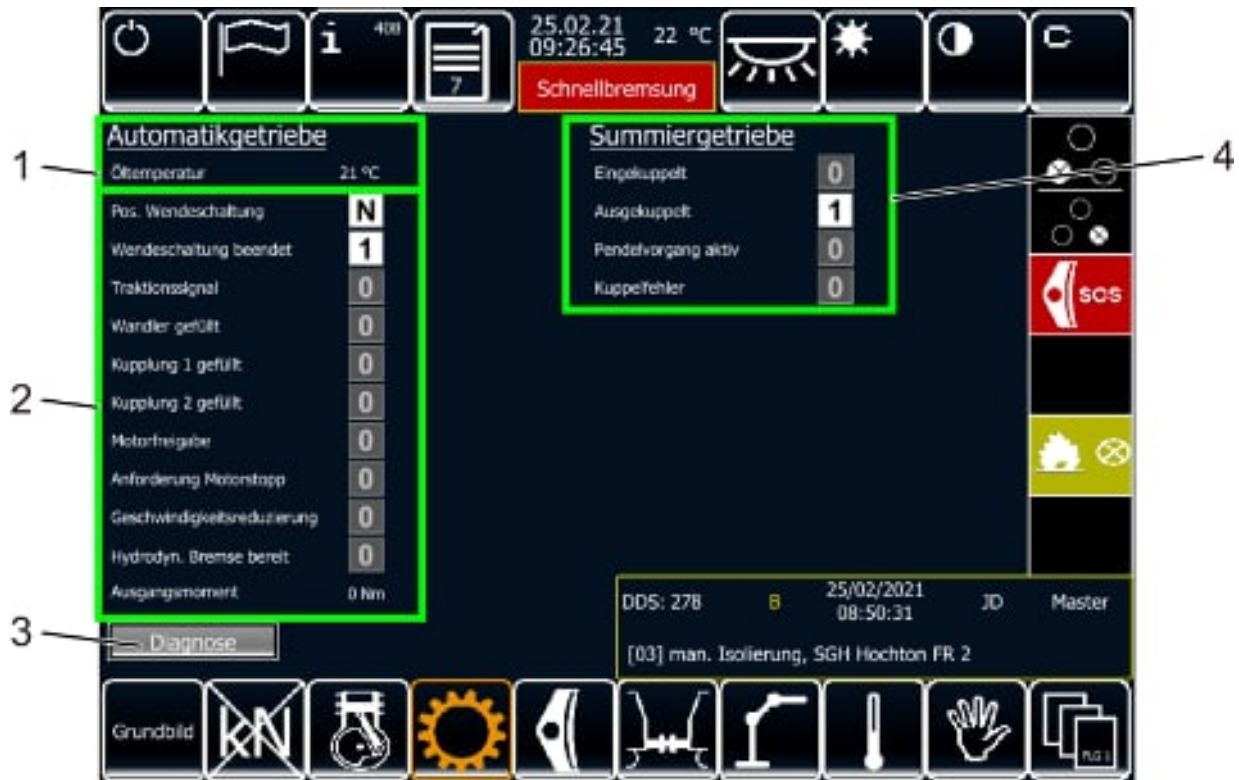 i 408
7
25.02.21
09:26:45
22 °C
Schnellbremsung
Automatikgetriebe
Öltemperatur 21 °C
Pos. Wendeschaltung N
Wendeschaltung beendet 1
Traktionssignal 0
Wandler gefüllt 0
Kupplung 1 gefüllt 0
Kupplung 2 gefüllt 0
Motorfreigabe 0
Anforderung Motorstopp 0
Geschwindigkeitsreduzierung 0
Hydrodyn. Bremse bereit 0
Ausgangsmoment 0 Nm
Diagnose
1
2
3
Summiergetriebe
Eingekuppelt 0
Ausgekuppelt 1
Pendelvorgang aktiv 0
Kuppelfehler 0
4
SOS
DDS: 278 B 25/02/2021 08:50:31 JD Master
[03] man. Isolierung, SGH Hochton FR 2
Grundbild
kN